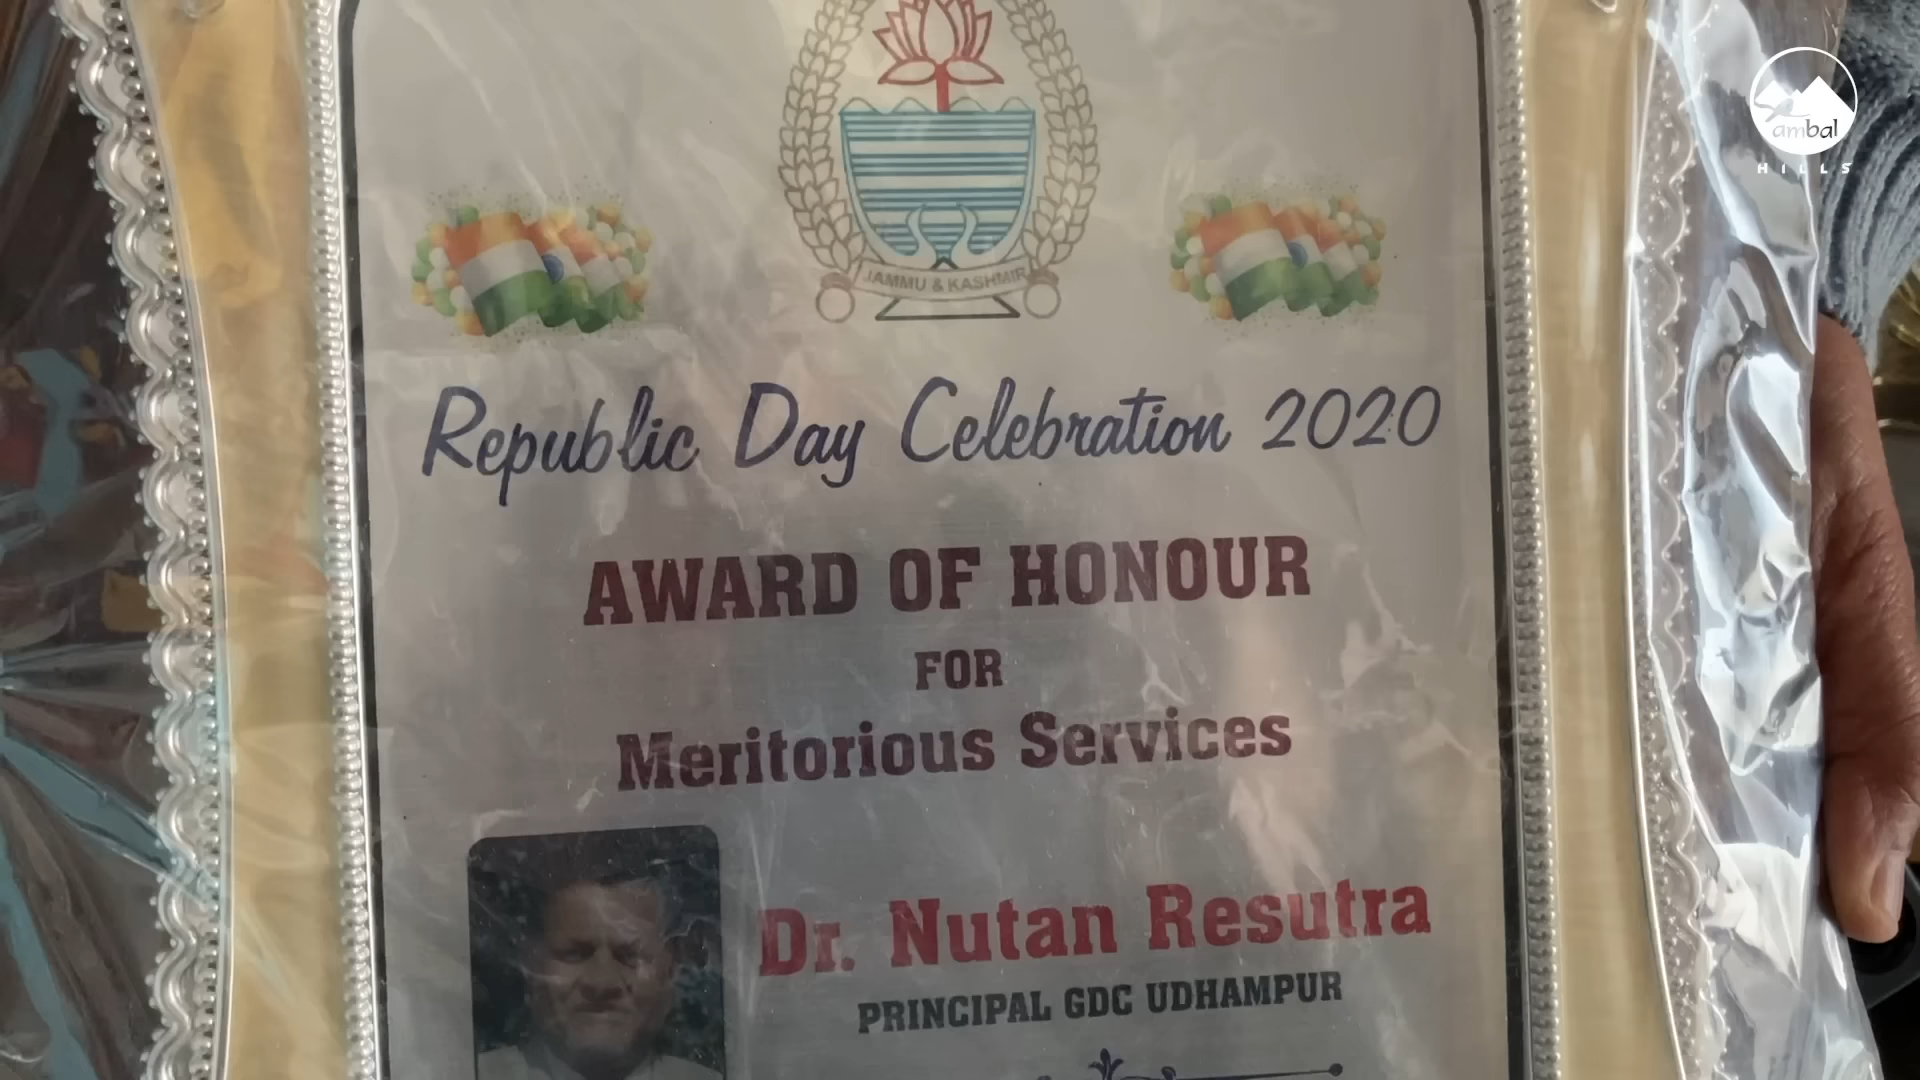 ambal
HILLS
JAMMU & KASHMIR
Republic Day Celebration 2020
AWARD OF HONOUR
FOR
Meritorious Services
Dr. Nutan Resutra
PRINCIPAL GDC UDHAMPUR